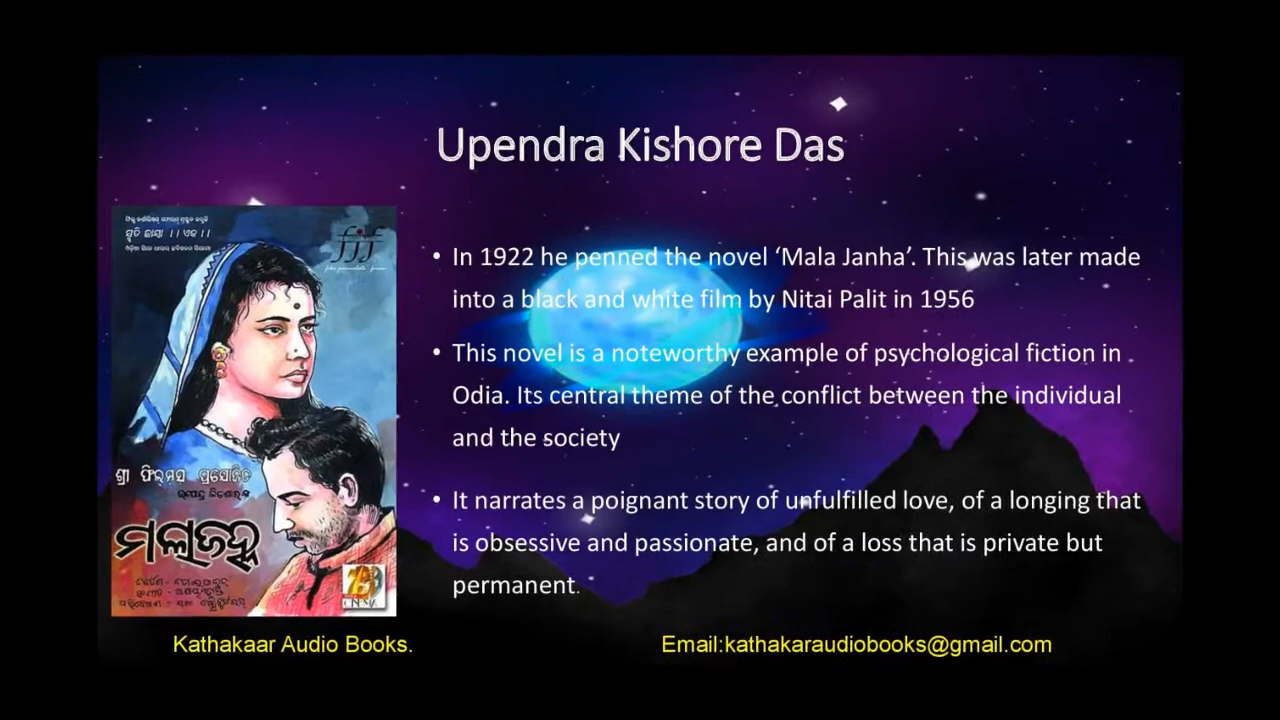 Upendra Kishore Das
• In 1922 he penned the novel ‘Mala Janha’. This was later made
into a black and white film by Nitai Palit in 1956
• This novel is a noteworthy example of psychological fiction in
Odia. Its central theme of the conflict between the individual
and the society
• It narrates a poignant story of unfulfilled love, of a longing that
is obsessive and passionate, and of a loss that is private but
permanent.
ସ୍ମୃତି ଛାୟା ।। ଏକ ।।
fjf
ଶ୍ରୀ ଫିଲ୍ମସ୍ ପ୍ରଯୋଜିତ
ମଲାଜହ୍ନ
Kathakaar Audio Books.
Email:kathakaraudiobooks@gmail.com